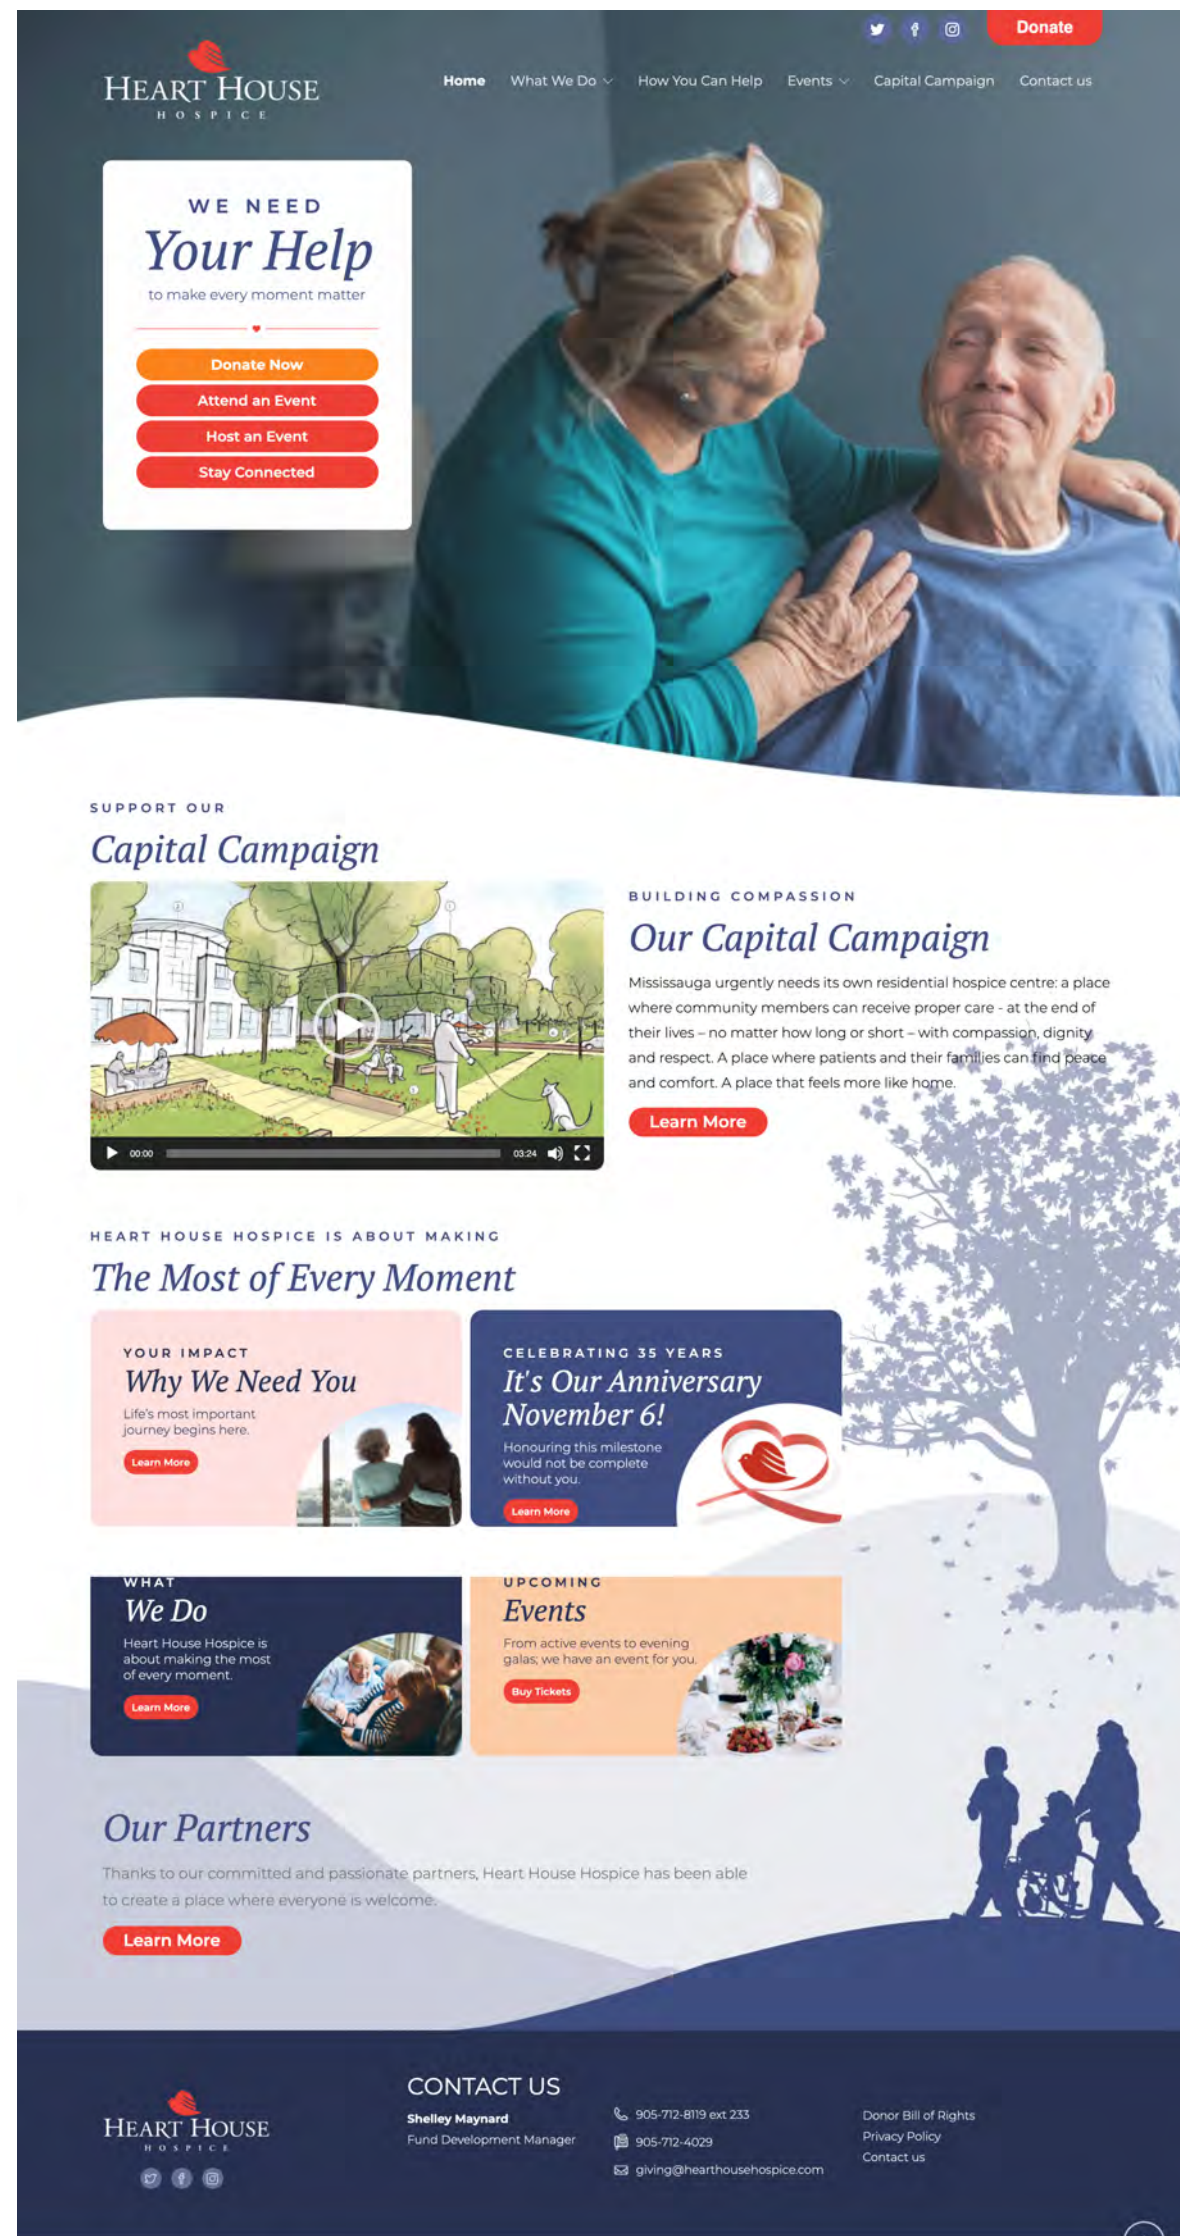 Donate
HEART HOUSE
HOSPICE
Home What We Do How You Can Help Events Capital Campaign Contact us
WE NEED
Your Help
to make every moment matter
Donate Now
Attend an Event
Host an Event
Stay Connected
SUPPORT OUR
Capital Campaign
00:00 03:24
BUILDING COMPASSION
Our Capital Campaign
Mississauga urgently needs its own residential hospice centre: a place
where community members can receive proper care - at the end of
their lives – no matter how long or short – with compassion, dignity
and respect. A place where patients and their families can find peace
and comfort. A place that feels more like home.
Learn More
HEART HOUSE HOSPICE IS ABOUT MAKING
The Most of Every Moment
YOUR IMPACT
Why We Need You
Life's most important
journey begins here.
Learn More
CELEBRATING 35 YEARS
It's Our Anniversary
November 6!
Honouring this milestone
would not be complete
without you.
Learn More
WHAT
We Do
Heart House Hospice is
about making the most
of every moment.
Learn More
UPCOMING
Events
From active events to evening
galas; we have an event for you.
Buy Tickets
Our Partners
Thanks to our committed and passionate partners, Heart House Hospice has been able
to create a place where everyone is welcome.
Learn More
HEART HOUSE
HOSPICE
CONTACT US
Shelley Maynard
Fund Development Manager
905-712-8119 ext 233
905-712-4029
giving@hearthousehospice.com
Donor Bill of Rights
Privacy Policy
Contact us